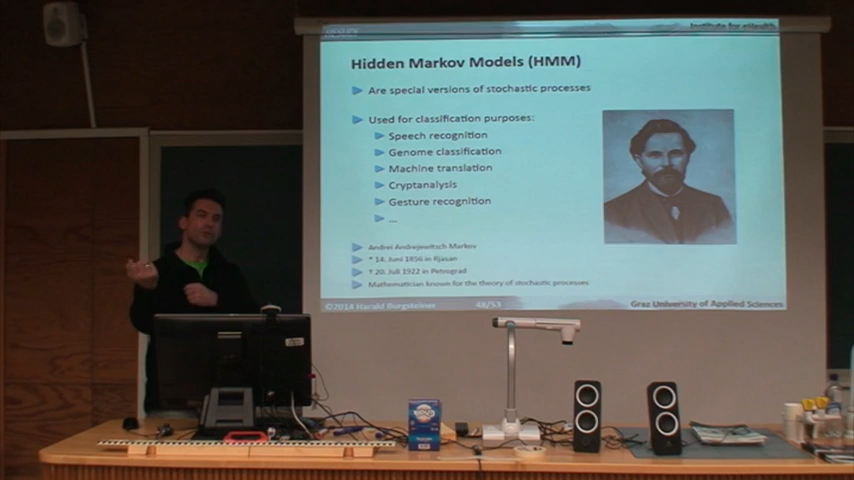 Institute for eHealth
Hidden Markov Models (HMM)
Are special versions of stochastic processes
Used for classification purposes:
Speech recognition
Genome classification
Machine translation
Cryptanalysis
Gesture recognition
...
Andrei Andrejewitsch Markov
* 14. Juni 1856 in Rjasan
† 20. Juli 1922 in Petrograd
Mathematician known for the theory of stochastic processes
©2014 Harald Burgsteiner 48/53 Graz University of Applied Sciences